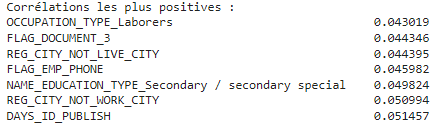 Corrélations les plus positives :
OCCUPATION_TYPE_Laborers 0.043019
FLAG_DOCUMENT_3 0.044346
REG_CITY_NOT_LIVE_CITY 0.044395
FLAG_EMP_PHONE 0.045982
NAME_EDUCATION_TYPE_Secondary / secondary special 0.049824
REG_CITY_NOT_WORK_CITY 0.050994
DAYS_ID_PUBLISH 0.051457